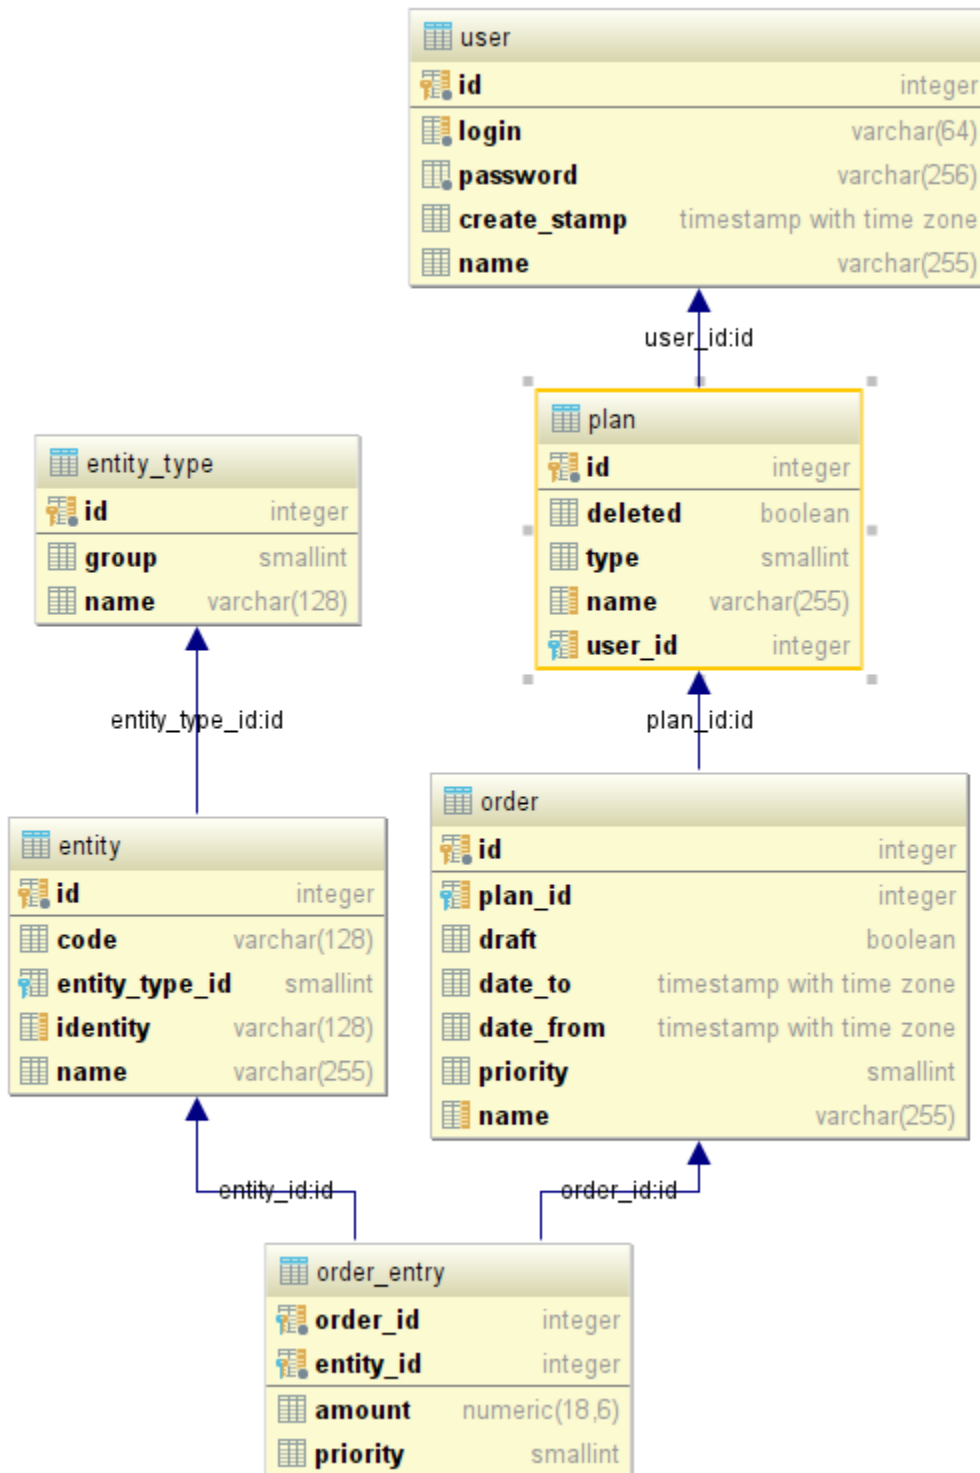 user
id integer
login varchar(64)
password varchar(256)
create_stamp timestamp with time zone
name varchar(255)
user_id:id
plan
id integer
deleted boolean
type smallint
name varchar(255)
user_id integer
plan_id:id
entity_type
id integer
group smallint
name varchar(128)
entity_type_id:id
entity
id integer
code varchar(128)
entity_type_id smallint
identity varchar(128)
name varchar(255)
order
id integer
plan_id integer
draft boolean
date_to timestamp with time zone
date_from timestamp with time zone
priority smallint
name varchar(255)
entity_id:id
order_id:id
order_entry
order_id integer
entity_id integer
amount numeric(18,6)
priority smallint